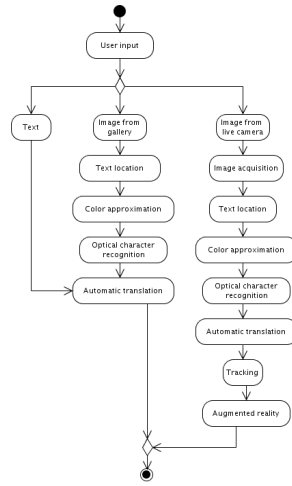 User input
Text
Image from
gallery
Image from
live camera
Text location
Image acquisition
Color approximation
Text location
Optical character
recognition
Color approximation
Automatic translation
Optical character
recognition
Automatic translation
Tracking
Augmented reality